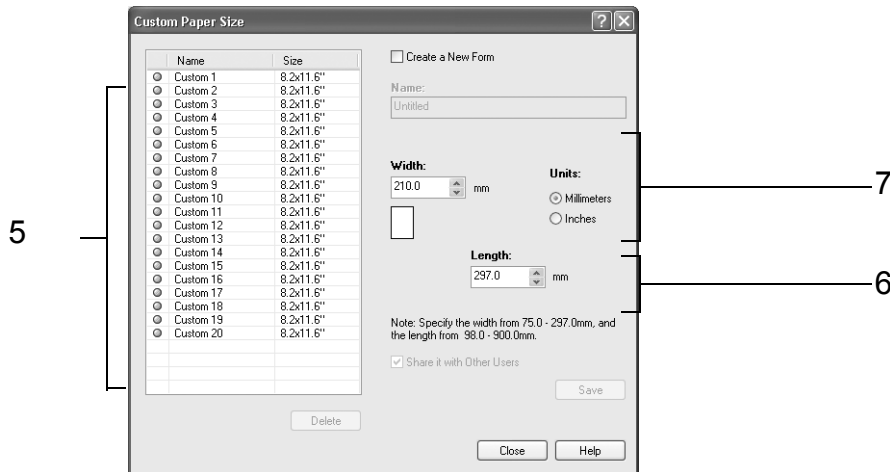 Custom Paper Size
Name Size
Custom 1 8.2x11.6"
Custom 2 8.2x11.6"
Custom 3 8.2x11.6"
Custom 4 8.2x11.6"
Custom 5 8.2x11.6"
Custom 6 8.2x11.6"
Custom 7 8.2x11.6"
Custom 8 8.2x11.6"
Custom 9 8.2x11.6"
Custom 10 8.2x11.6"
Custom 11 8.2x11.6"
Custom 12 8.2x11.6"
Custom 13 8.2x11.6"
Custom 14 8.2x11.6"
Custom 15 8.2x11.6"
Custom 16 8.2x11.6"
Custom 17 8.2x11.6"
Custom 18 8.2x11.6"
Custom 19 8.2x11.6"
Custom 20 8.2x11.6"
Delete
Create a New Form
Name:
Untitled
Width:
210.0 mm
Units:
Millimeters
Inches
Length:
297.0 mm
Note: Specify the width from 75.0 - 297.0mm, and
the length from 98.0 - 900.0mm.
Share it with Other Users
Save
Close Help
5
7
6